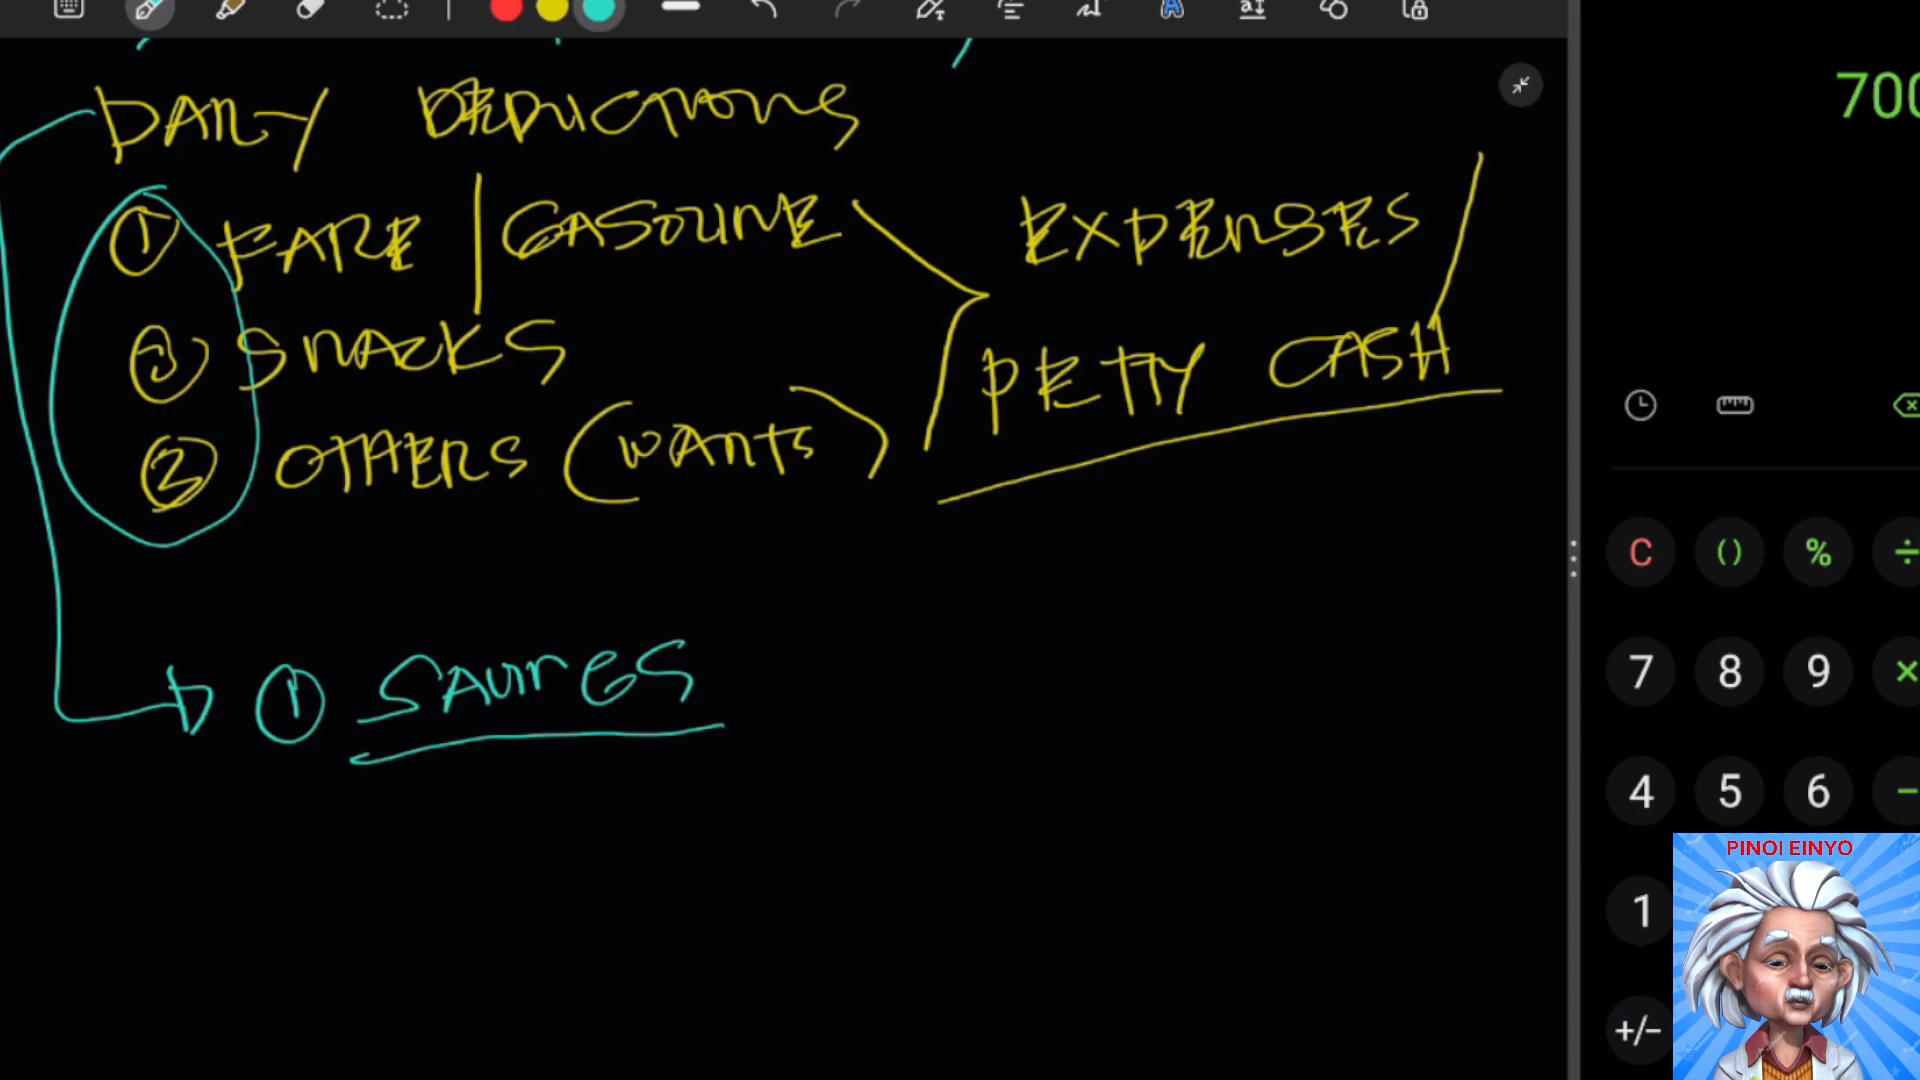 DAILY DEDUCTIONS
① FARE / GASOLINE
② SNACKS
③ OTHERS (WANTS)
EXPENSES /
PETTY CASH
① SAVINGS
700
C () % ÷
7 8 9 ×
4 5 6 −
1
+/−
PINOI EINYO